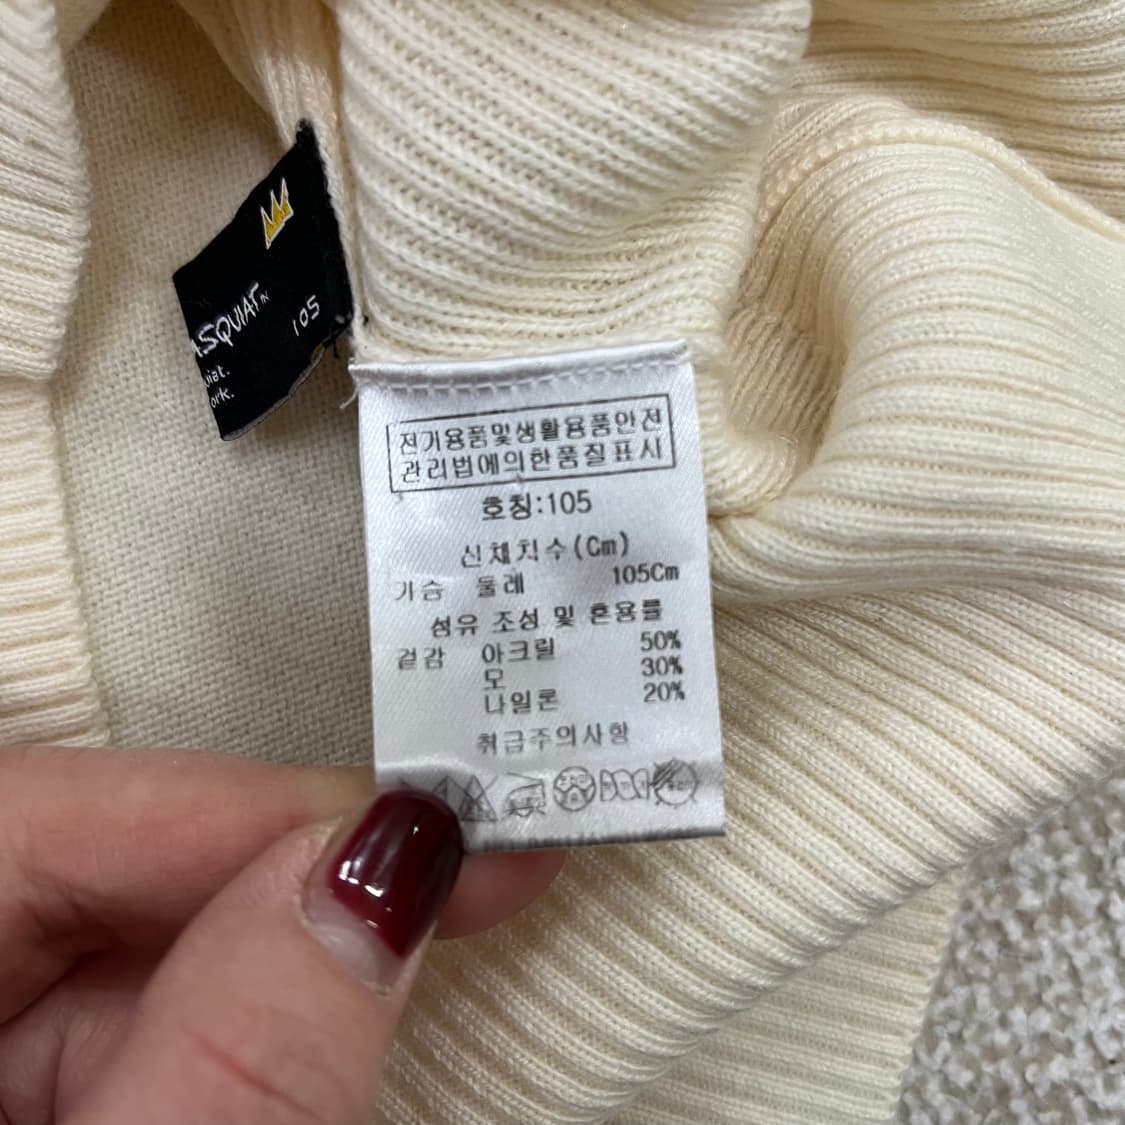 ASQUIAT
105
전기용품및생활용품안전
관리법에의한품질표시
호칭:105
신체치수(Cm)
가슴 둘레 105Cm
섬유 조성 및 혼용률
겉감 아크릴 50%
모 30%
나일론 20%
취급주의사항